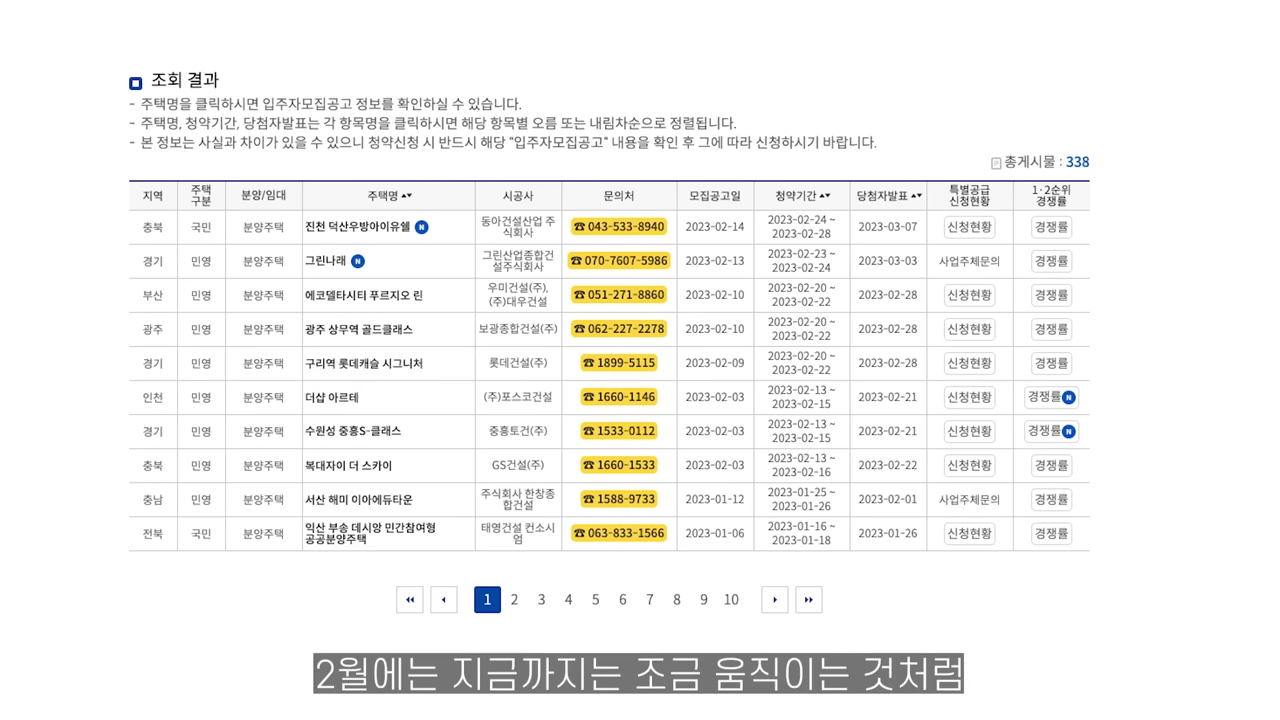 조회 결과
- 주택명을 클릭하시면 입주자모집공고 정보를 확인하실 수 있습니다.
- 주택명, 청약기간, 당첨자발표는 각 항목명을 클릭하시면 해당 항목별 오름 또는 내림차순으로 정렬됩니다.
- 본 정보는 사실과 차이가 있을 수 있으니 청약신청 시 반드시 해당 "입주자모집공고" 내용을 확인 후 그에 따라 신청하시기 바랍니다.
총게시물 : 338
지역 주택구분 분양/임대 주택명 ▲▼ 시공사 문의처 모집공고일 청약기간 ▲▼ 당첨자발표 ▲▼ 특별공급 신청현황 1·2순위 경쟁률
충북 국민 분양주택 진천 덕산우방아이유쉘 N 동아건설산업 주식회사 ☎ 043-533-8940 2023-02-14 2023-02-24 ~ 2023-02-28 2023-03-07 신청현황 경쟁률
경기 민영 분양주택 그린나래 N 그린산업종합건설주식회사 ☎ 070-7607-5986 2023-02-13 2023-02-23 ~ 2023-02-24 2023-03-03 사업주체문의 경쟁률
부산 민영 분양주택 에코델타시티 푸르지오 린 우미건설(주), (주)대우건설 ☎ 051-271-8860 2023-02-10 2023-02-20 ~ 2023-02-22 2023-02-28 신청현황 경쟁률
광주 민영 분양주택 광주 상무역 골드클래스 보광종합건설(주) ☎ 062-227-2278 2023-02-10 2023-02-20 ~ 2023-02-22 2023-02-28 신청현황 경쟁률
경기 민영 분양주택 구리역 롯데캐슬 시그니처 롯데건설(주) ☎ 1899-5115 2023-02-09 2023-02-20 ~ 2023-02-22 2023-02-28 신청현황 경쟁률
인천 민영 분양주택 더샵 아르테 (주)포스코건설 ☎ 1660-1146 2023-02-03 2023-02-13 ~ 2023-02-15 2023-02-21 신청현황 경쟁률 N
경기 민영 분양주택 수원성 중흥S-클래스 중흥토건(주) ☎ 1533-0112 2023-02-03 2023-02-13 ~ 2023-02-15 2023-02-21 신청현황 경쟁률 N
충북 민영 분양주택 복대자이 더 스카이 GS건설(주) ☎ 1660-1533 2023-02-03 2023-02-13 ~ 2023-02-16 2023-02-22 신청현황 경쟁률
충남 민영 분양주택 서산 해미 이아에듀타운 주식회사 한창종합건설 ☎ 1588-9733 2023-01-12 2023-01-25 ~ 2023-01-26 2023-02-01 사업주체문의 경쟁률
전북 국민 분양주택 익산 부송 데시앙 민간참여형 공공분양주택 태영건설 컨소시엄 ☎ 063-833-1566 2023-01-06 2023-01-16 ~ 2023-01-18 2023-01-26 신청현황 경쟁률
1 2 3 4 5 6 7 8 9 10
2월에는 지금까지는 조금 움직이는 것처럼